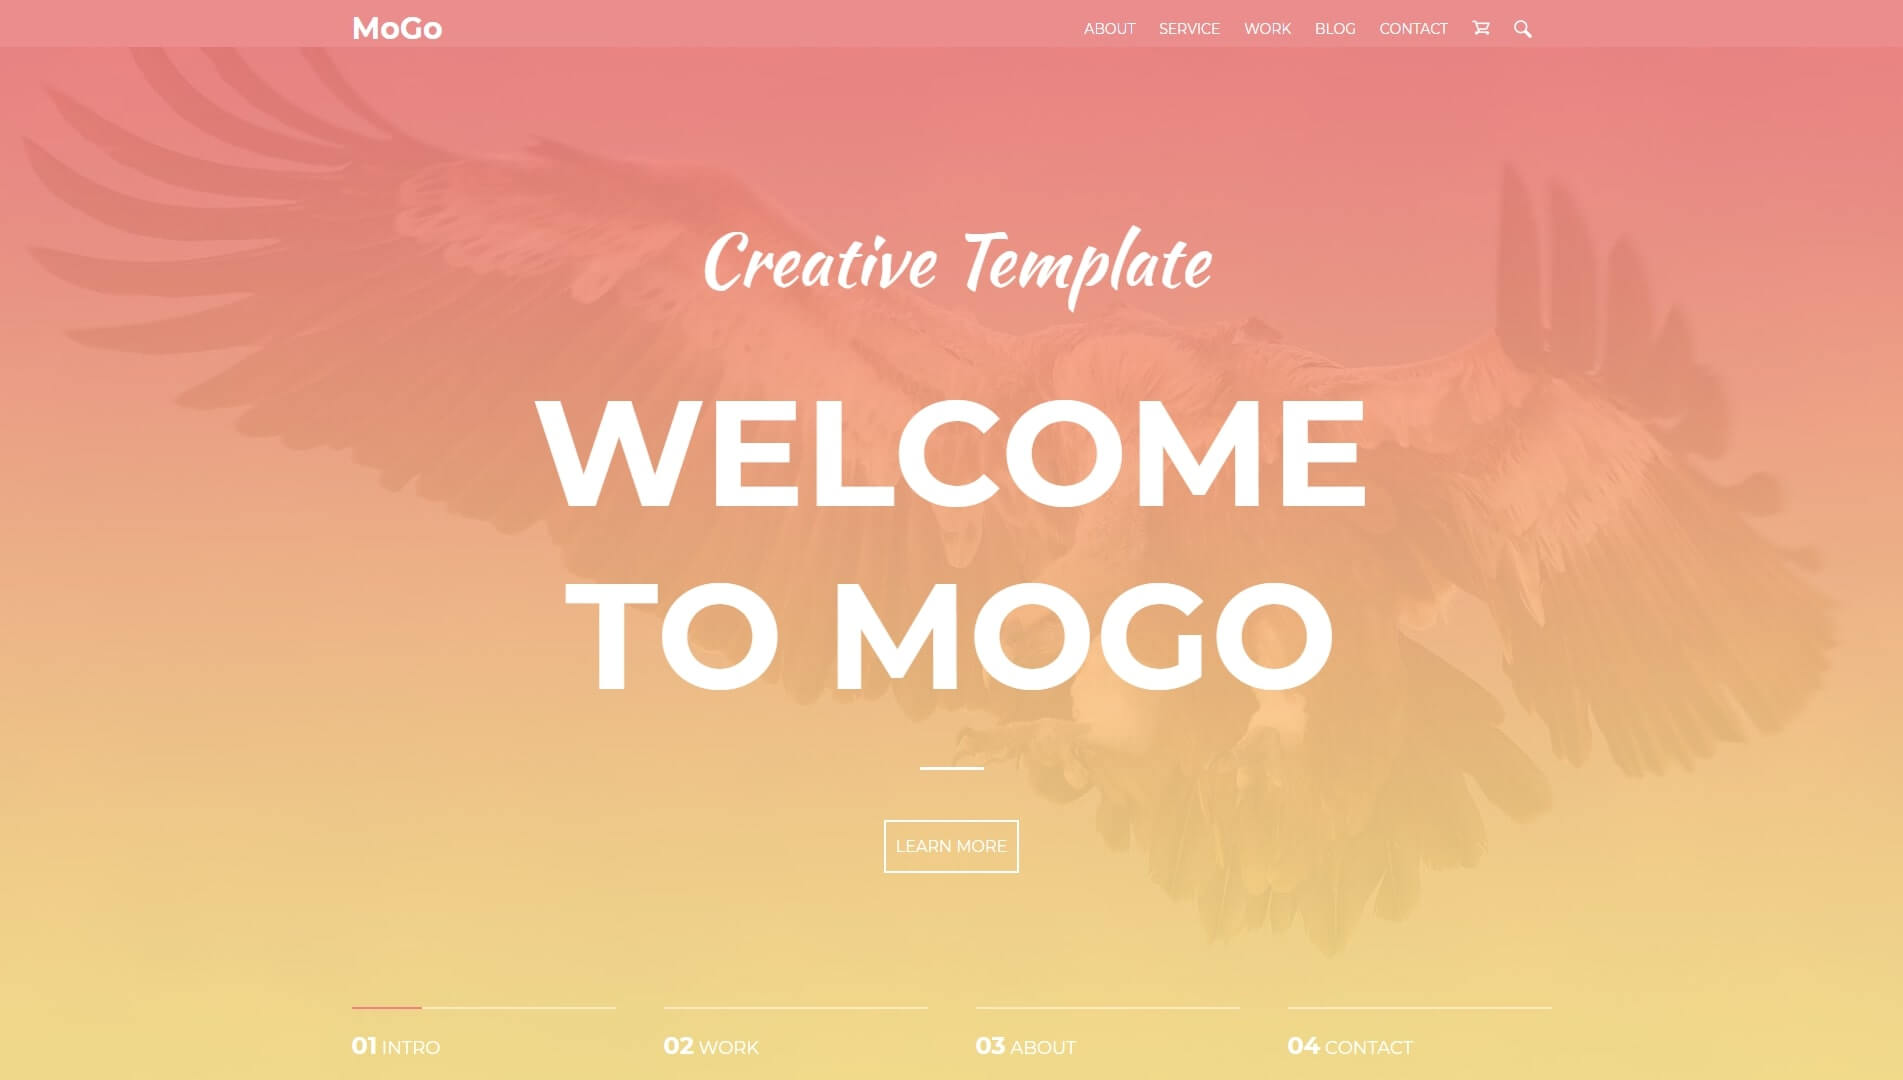 MoGo
ABOUT SERVICE WORK BLOG CONTACT
Creative Template
WELCOME
TO MOGO
LEARN MORE
01 INTRO
02 WORK
03 ABOUT
04 CONTACT